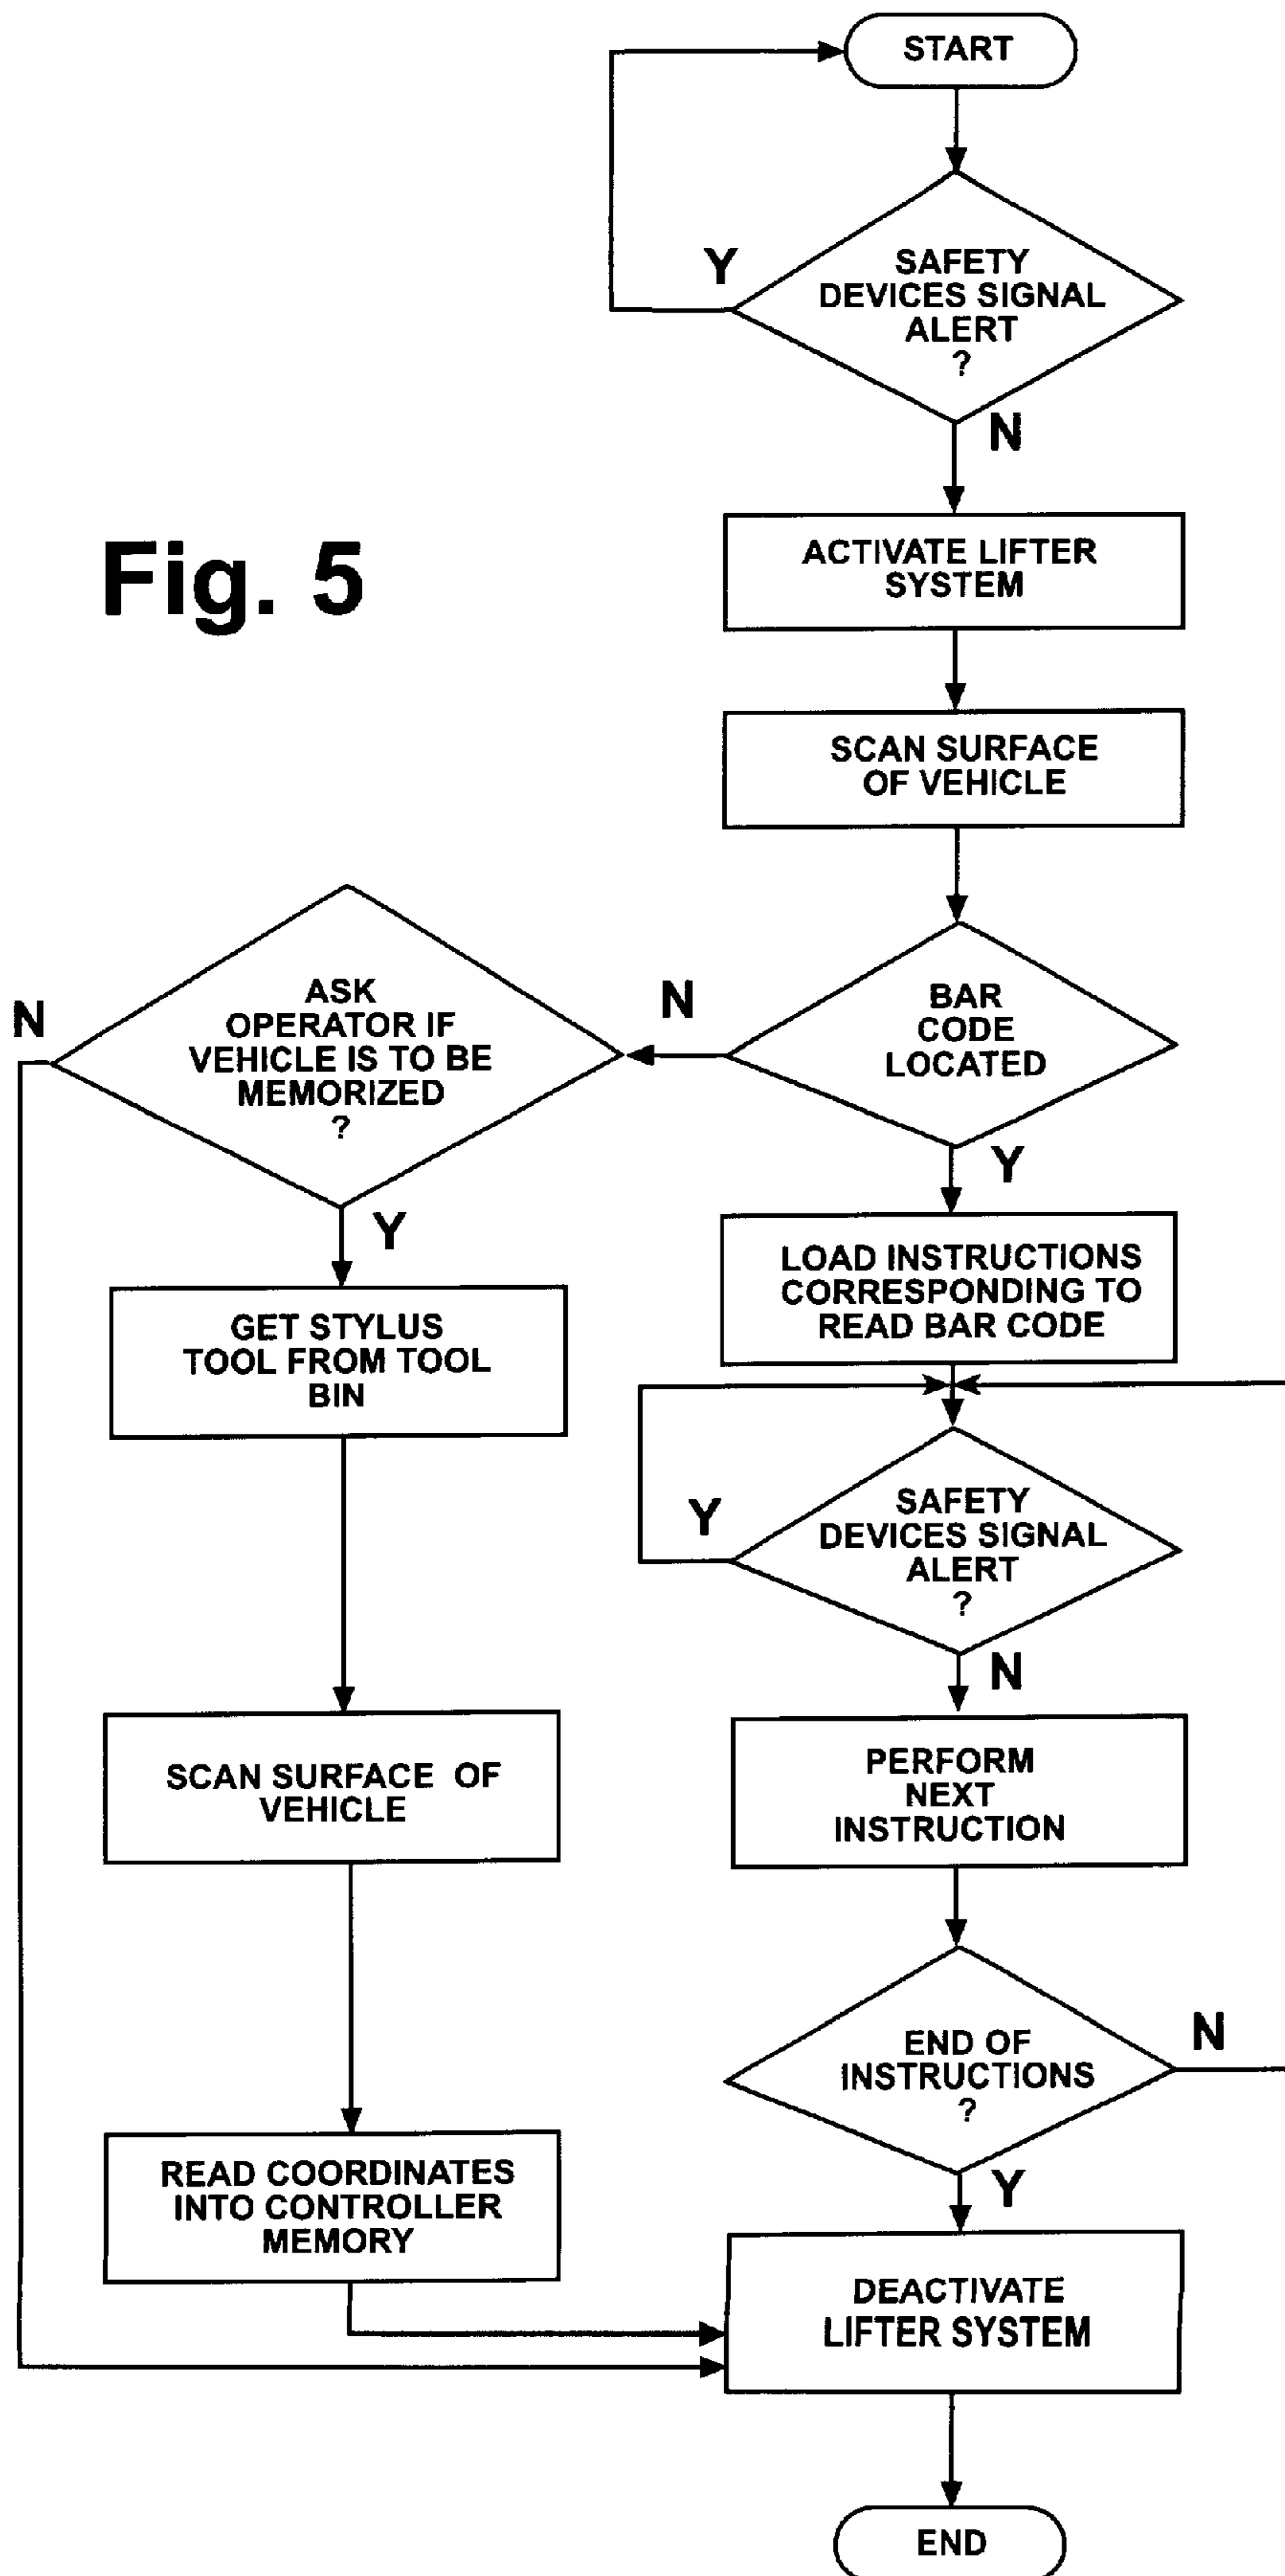 START
Y
SAFETY
DEVICES SIGNAL
ALERT
?
N
Fig. 5
ACTIVATE LIFTER
SYSTEM
SCAN SURFACE
OF VEHICLE
BAR
CODE
LOCATED
N
ASK
OPERATOR IF
VEHICLE IS TO BE
MEMORIZED
?
N
Y
GET STYLUS
TOOL FROM TOOL
BIN
SCAN SURFACE OF
VEHICLE
READ COORDINATES
INTO CONTROLLER
MEMORY
Y
LOAD INSTRUCTIONS
CORRESPONDING TO
READ BAR CODE
Y
SAFETY
DEVICES SIGNAL
ALERT
?
N
PERFORM
NEXT
INSTRUCTION
END OF
INSTRUCTIONS
?
N
Y
DEACTIVATE
LIFTER SYSTEM
END